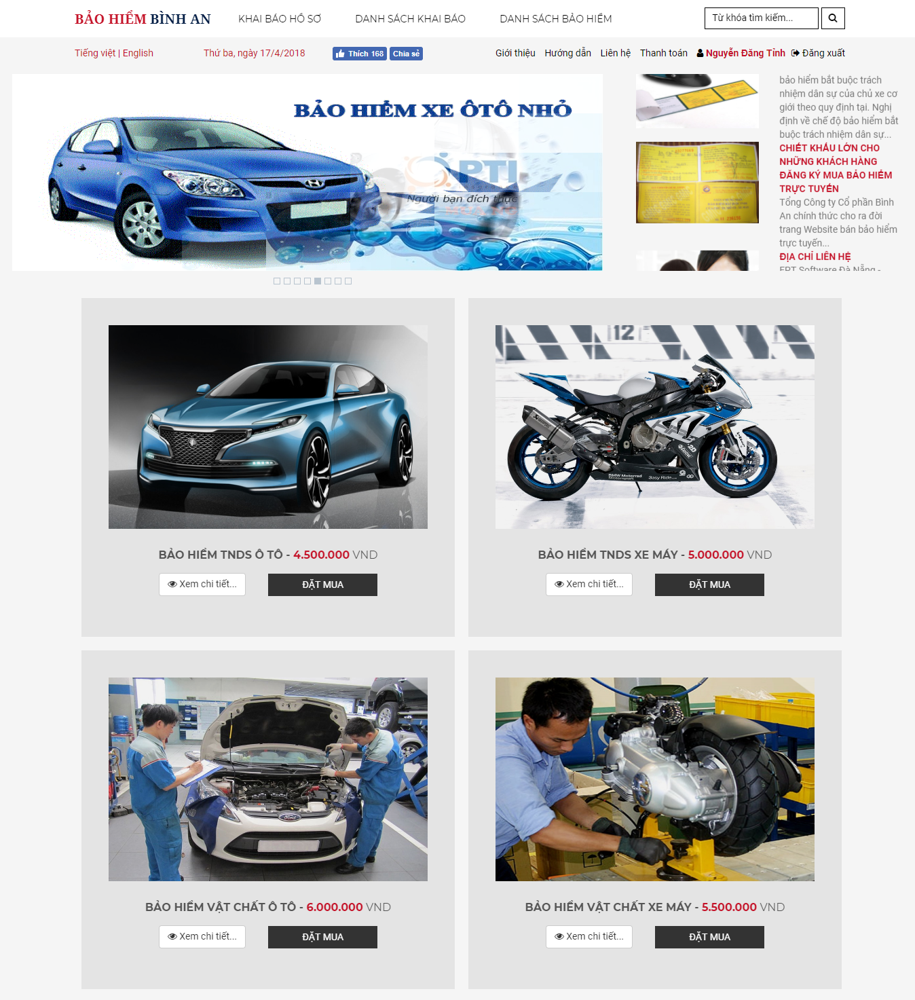 BẢO HIỂM BÌNH AN
KHAI BÁO HỒ SƠ
DANH SÁCH KHAI BÁO
DANH SÁCH BẢO HIỂM
Từ khóa tìm kiếm...
Tiếng việt | English
Thứ ba, ngày 17/4/2018
Thích 168
Chia sẻ
Giới thiệu
Hướng dẫn
Liên hệ
Thanh toán
Nguyễn Đăng Tỉnh
Đăng xuất
BẢO HIỂM XE ÔTÔ NHỎ
PTI
Người bạn đích thực
bảo hiểm bắt buộc trách
nhiệm dân sự của chủ xe cơ
giới theo quy định tại. Nghị
định về chế độ bảo hiểm bắt
buộc trách nhiệm dân sự...
CHIẾT KHẤU LỚN CHO
NHỮNG KHÁCH HÀNG
ĐĂNG KÝ MUA BẢO HIỂM
TRỰC TUYẾN
Tổng Công ty Cổ phần Bình
An chính thức cho ra đời
trang Website bán bảo hiểm
trực tuyến...
ĐỊA CHỈ LIÊN HỆ
FPT Software Đà Nẵng -
12
BMW Motorrad
Motorsport
3asy Ride
BẢO HIỂM TNDS Ô TÔ - 4.500.000 VND
Xem chi tiết...
ĐẶT MUA
BẢO HIỂM TNDS XE MÁY - 5.000.000 VND
Xem chi tiết...
ĐẶT MUA
Ford
BẢO HIỂM VẬT CHẤT Ô TÔ - 6.000.000 VND
Xem chi tiết...
ĐẶT MUA
BẢO HIỂM VẬT CHẤT XE MÁY - 5.500.000 VND
Xem chi tiết...
ĐẶT MUA